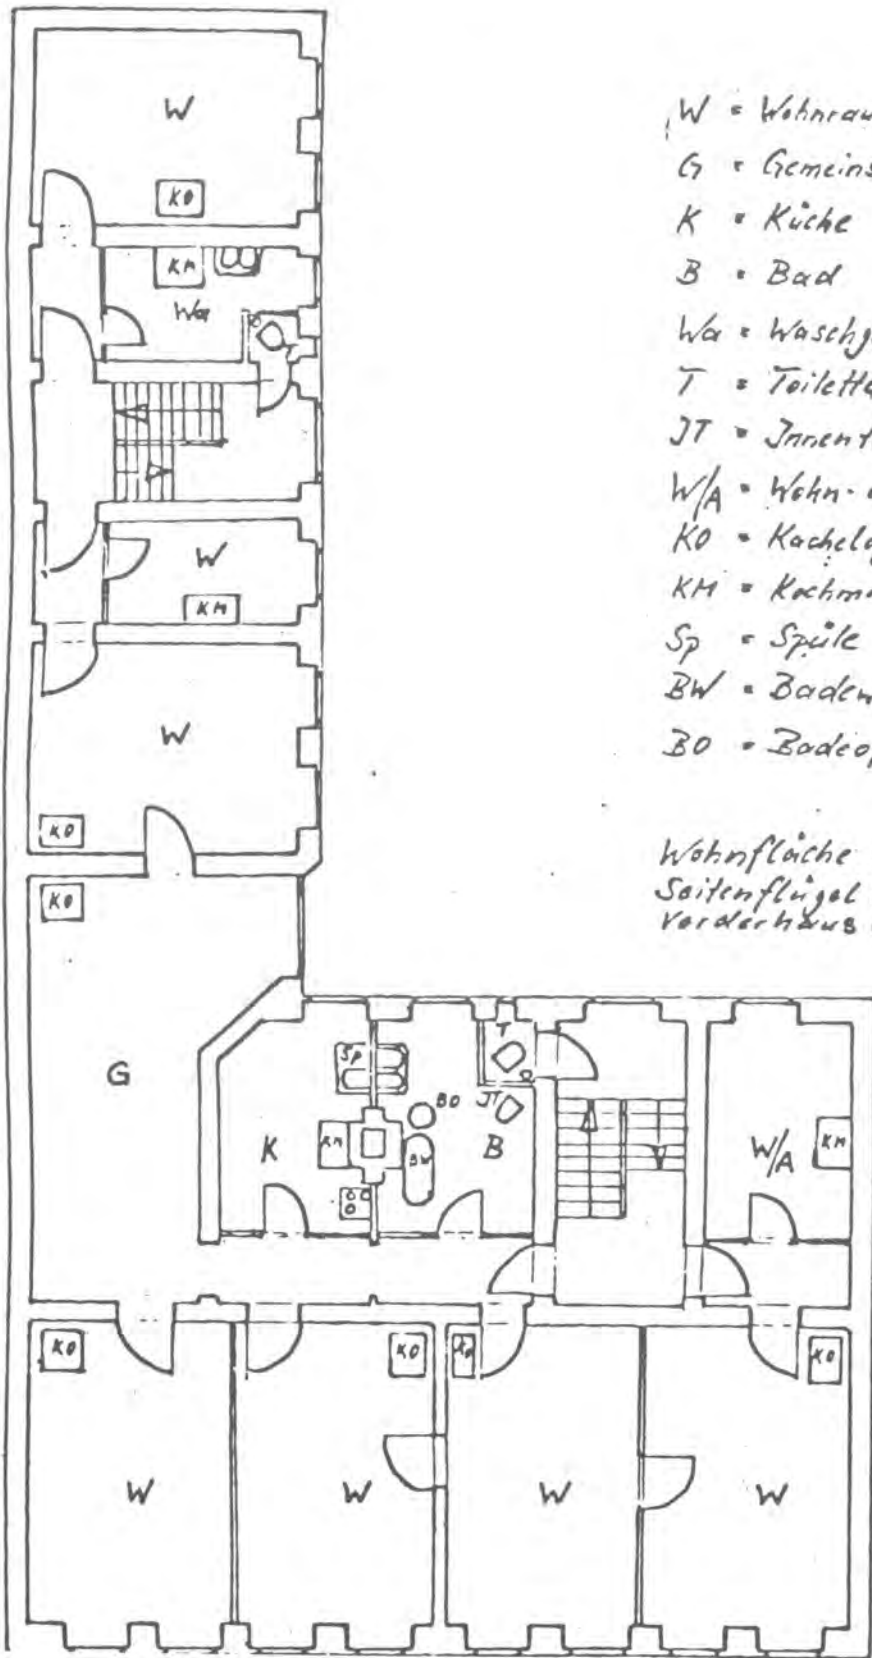 W
KO
KM
Wa
W
KM
W
KO
KO
G
Sp
T
BO
JT
K
KM
BW
B
W/A
KM
KO
KO
KO
KO
W
W
W
W
W = Wohnrau
G = Gemeins
K = Küche
B = Bad
Wa = Waschg
T = Toilette
JT = Innent
W/A = Wohn-
KO = Kachelo
KM = Kochm
Sp = Spüle
BW = Badew
BO = Badeo
Wohnfläche
Seitenflügel
Vorderhaus